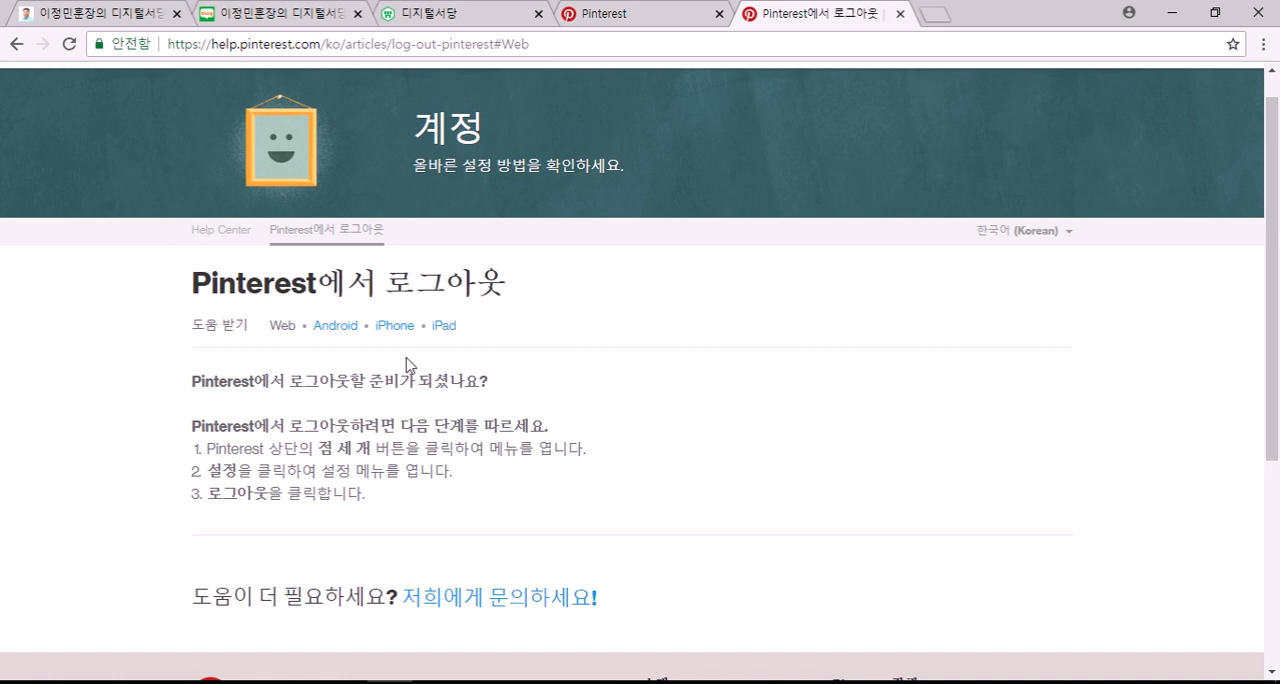 이정민훈장의 디지털서당
이정민훈장의 디지털서당
디지털서당
Pinterest
Pinterest에서 로그아웃 |
안전함 | https://help.pinterest.com/ko/articles/log-out-pinterest#Web
계정
올바른 설정 방법을 확인하세요.
Help Center Pinterest에서 로그아웃 한국어 (Korean)
Pinterest에서 로그아웃
도움 받기 Web • Android • iPhone • iPad
Pinterest에서 로그아웃할 준비가 되셨나요?
Pinterest에서 로그아웃하려면 다음 단계를 따르세요.
1. Pinterest 상단의 점 세 개 버튼을 클릭하여 메뉴를 엽니다.
2. 설정을 클릭하여 설정 메뉴를 엽니다.
3. 로그아웃을 클릭합니다.
도움이 더 필요하세요? 저희에게 문의하세요!